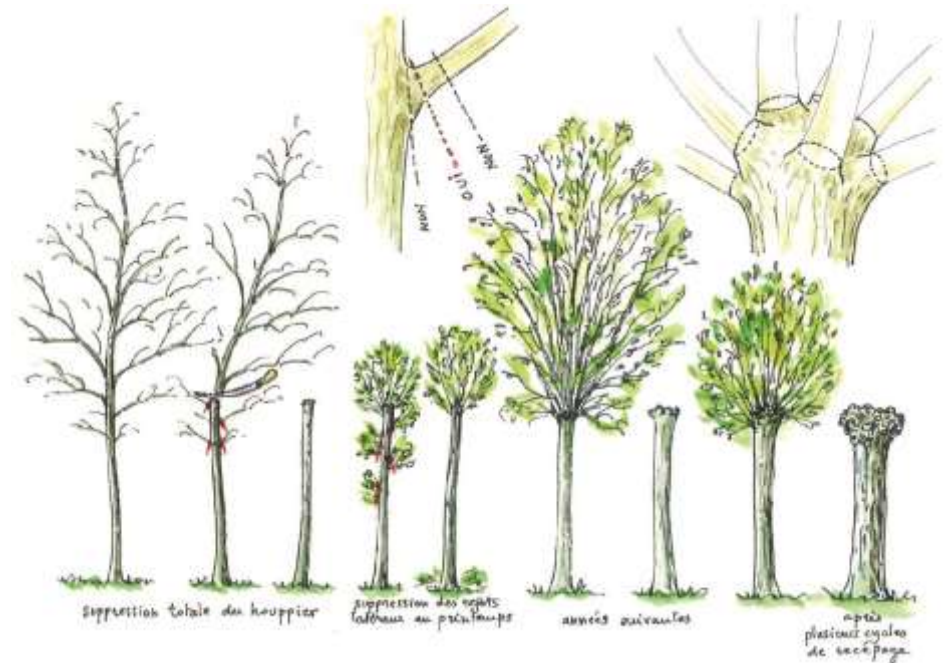 NON
OUI
NON
suppression totale du houppier
suppression des rejets
latéraux au printemps
années suivantes
après
plusieurs cycles
de recépage